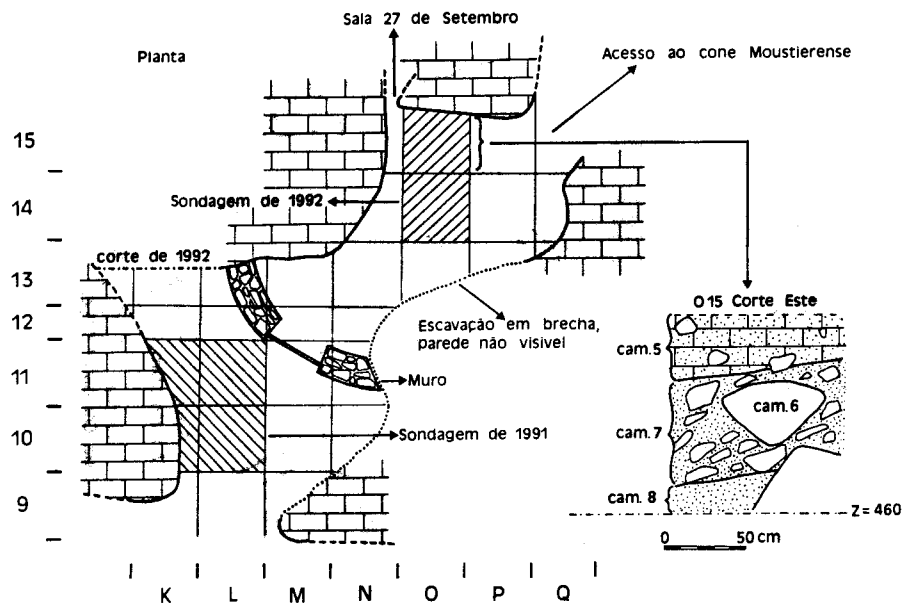 Sala 27 de Setembro
Planta
Acesso ao cone Moustierense
15
14
Sondagem de 1992
corte de 1992
13
12
Escavação em brecha,
parede não visivel
11
Muro
10
Sondagem de 1991
9
K L M N O P Q
O 15 Corte Este
cam. 5
cam. 6
cam. 7
cam. 8
Z = 460
0 50 cm